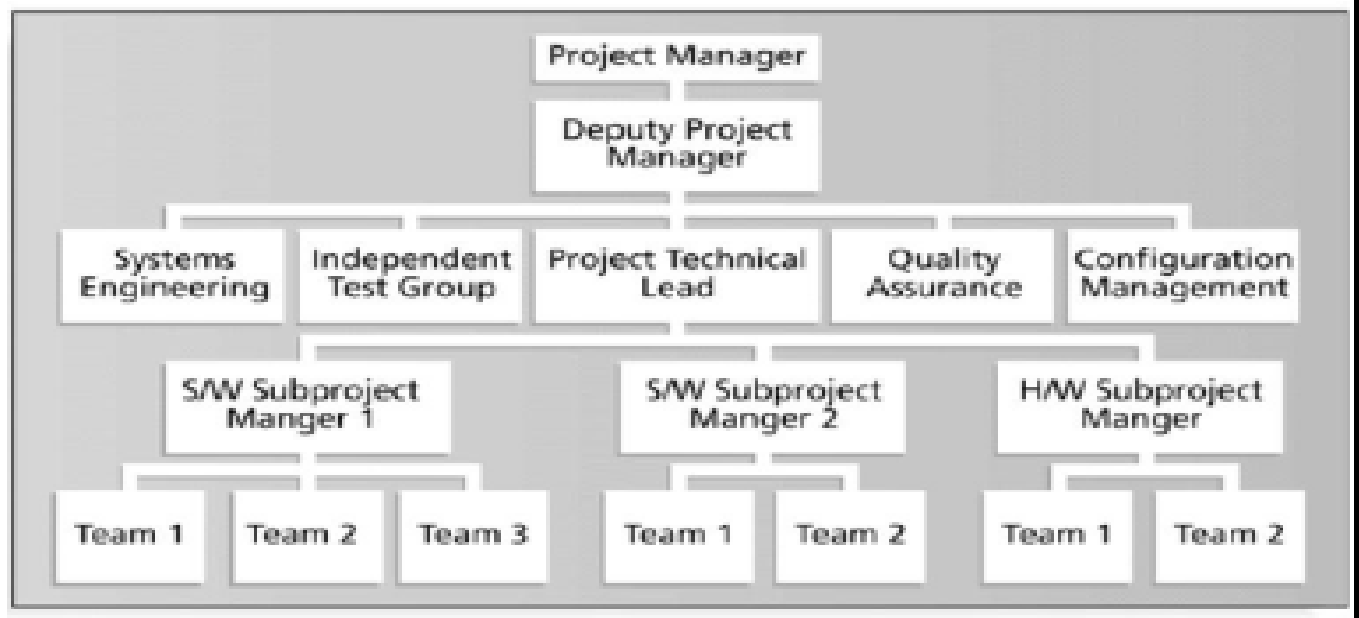 Project Manager
Deputy Project
Manager
Systems
Engineering
Independent
Test Group
Project Technical
Lead
Quality
Assurance
Configuration
Management
S/W Subproject
Manger 1
S/W Subproject
Manger 2
H/W Subproject
Manger
Team 1
Team 2
Team 3
Team 1
Team 2
Team 1
Team 2